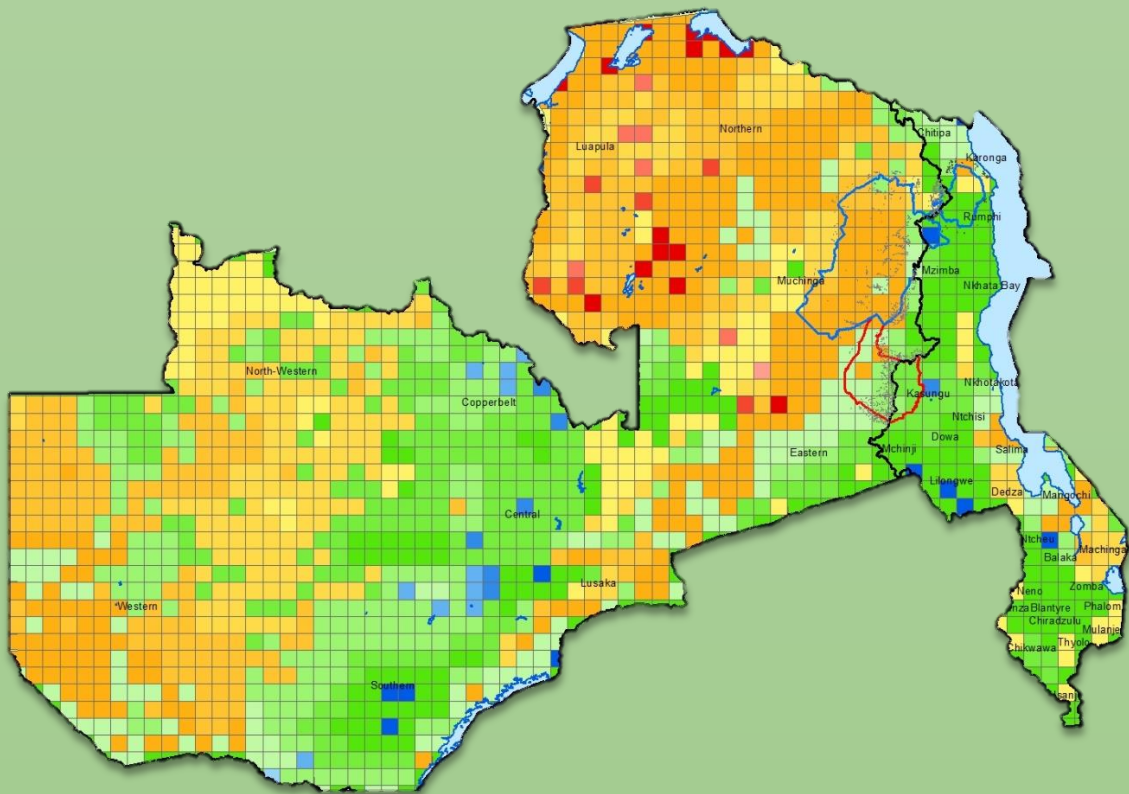 Northern
Chitipa
Luapula
Karonga
Rumphi
Mzimba
Muchinga
Nkhata Bay
North-Western
Nkhotakota
Kasungu
Copperbelt
Ntchisi
Dowa
Mchinji
Eastern
Salima
Lilongwe
Dedza
Mangochi
Central
Ntcheu
Machinga
Balaka
Lusaka
Zomba
Neno
Western
Blantyre
Phalom
Chiradzulu
Mulanje
Thyolo
Chikwawa
Southern